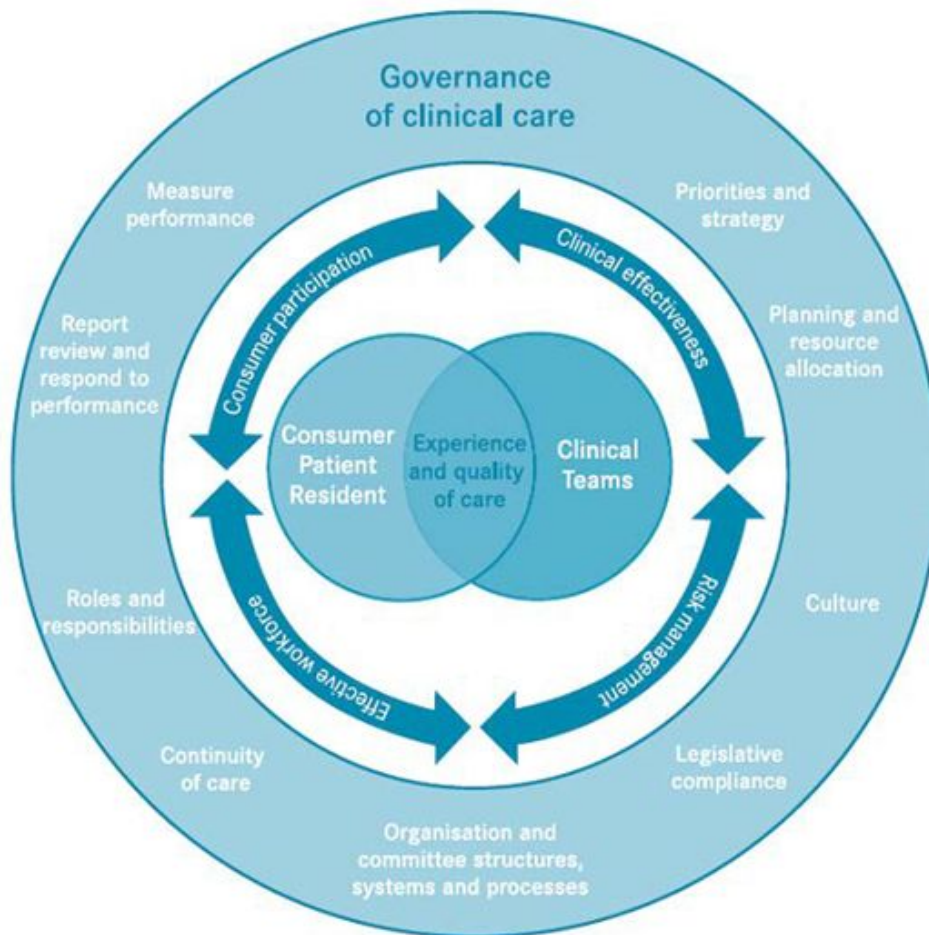 Governance
of clinical care
Measure
performance
Priorities and
strategy
Consumer participation
Clinical effectiveness
Report
review and
respond to
performance
Planning and
resource
allocation
Consumer
Patient
Resident
Experience
and quality
of care
Clinical
Teams
Roles and
responsibilities
Culture
Effective workforce
Risk management
Continuity
of care
Legislative
compliance
Organisation and
committee structures,
systems and processes